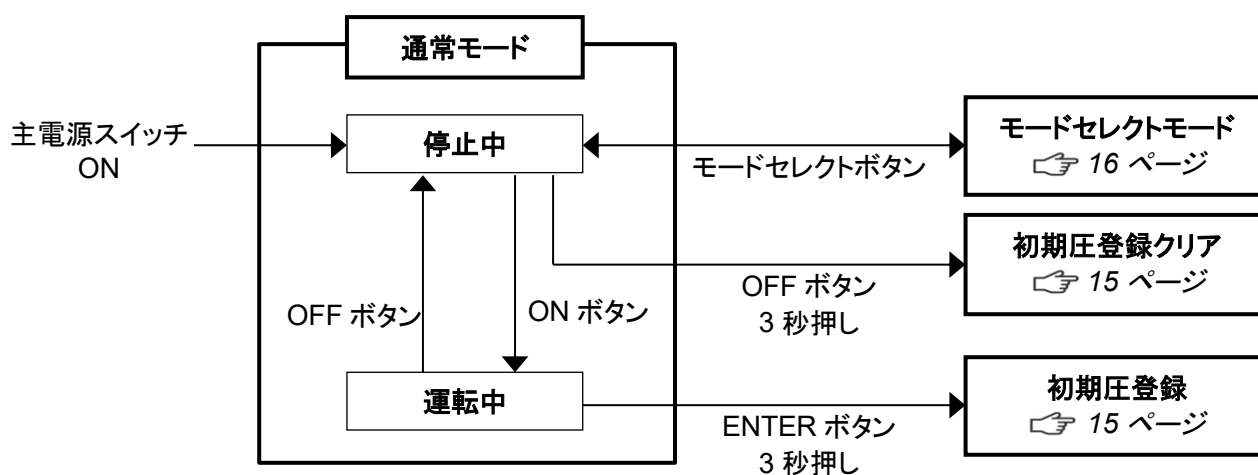 通常モード
主電源スイッチ
ON
停止中
モードセレクトボタン
モードセレクトモード
☞ 16 ページ
初期圧登録クリア
☞ 15 ページ
OFF ボタン
3 秒押し
OFF ボタン
ON ボタン
運転中
初期圧登録
☞ 15 ページ
ENTER ボタン
3 秒押し